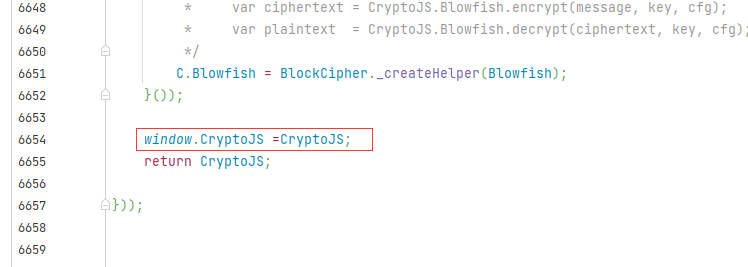 6648 *     var ciphertext = CryptoJS.Blowfish.encrypt(message, key, cfg);
6649 *     var plaintext  = CryptoJS.Blowfish.decrypt(ciphertext, key, cfg);
6650 */
6651 C.Blowfish = BlockCipher._createHelper(Blowfish);
6652 }());
6653
6654 window.CryptoJS =CryptoJS;
6655 return CryptoJS;
6656
6657 }));
6658
6659